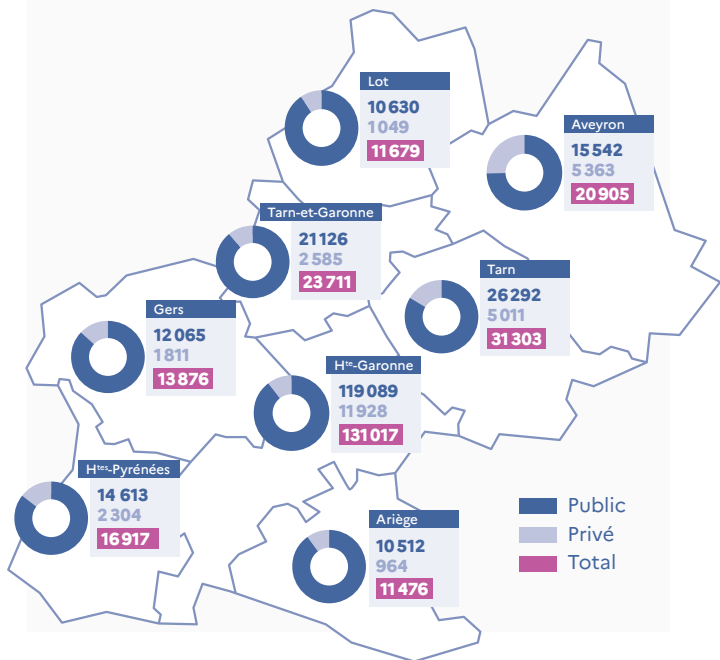 Lot
10 630
1 049
11 679
Aveyron
15 542
5 363
20 905
Tarn-et-Garonne
21 126
2 585
23 711
Tarn
26 292
5 011
31 303
Gers
12 065
1 811
13 876
Hte-Garonne
119 089
11 928
131 017
Htes-Pyrénées
14 613
2 304
16 917
Ariège
10 512
964
11 476
Public
Privé
Total